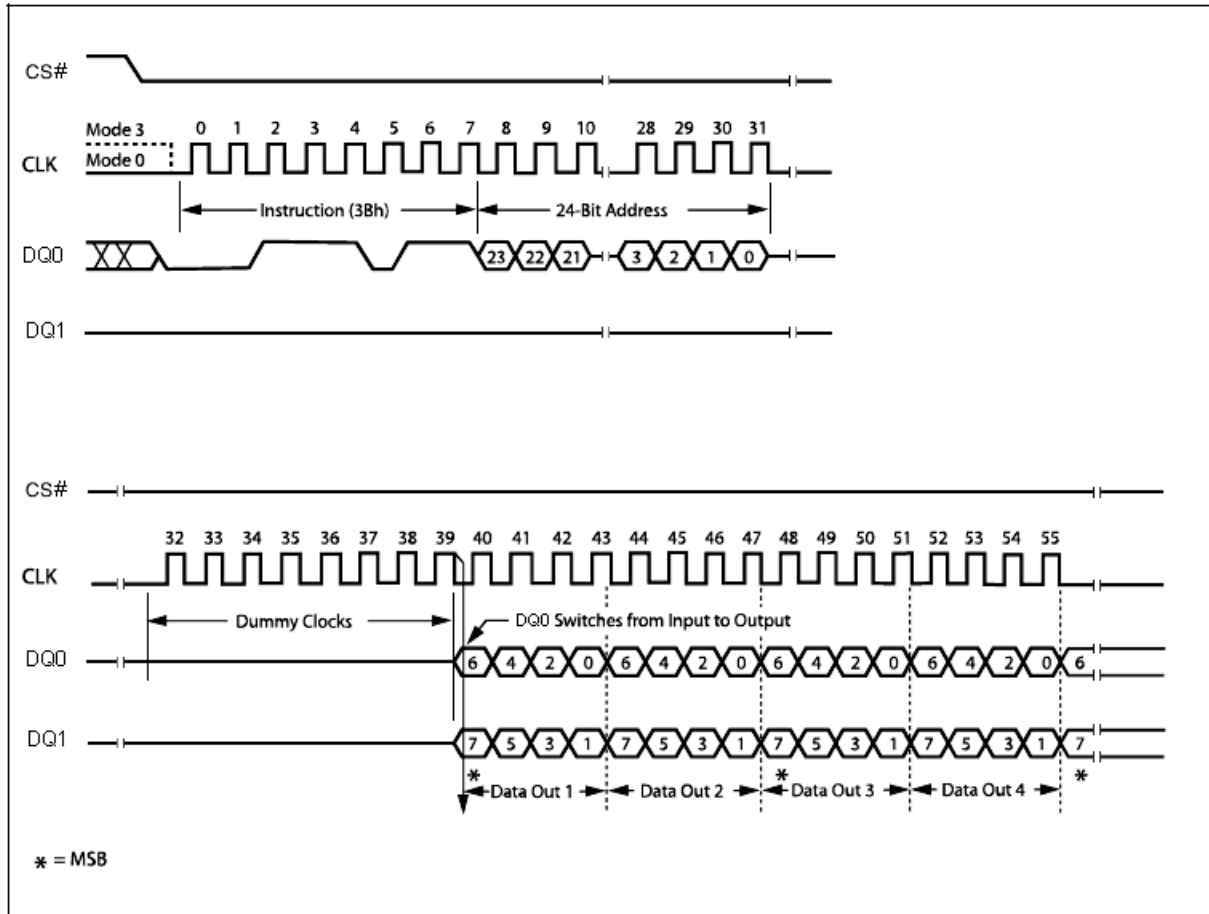 CS#
Mode 3
0 1 2 3 4 5 6 7 8 9 10 28 29 30 31
CLK
Mode 0
Instruction (3Bh)
24-Bit Address
DQ0
23 22 21 3 2 1 0
DQ1
CS#
32 33 34 35 36 37 38 39 40 41 42 43 44 45 46 47 48 49 50 51 52 53 54 55
CLK
Dummy Clocks
DQ0 Switches from Input to Output
DQ0
6 4 2 0 6 4 2 0 6 4 2 0 6 4 2 0 6
DQ1
7 5 3 1 7 5 3 1 7 5 3 1 7 5 3 1 7
* * *
Data Out 1 Data Out 2 Data Out 3 Data Out 4
* = MSB